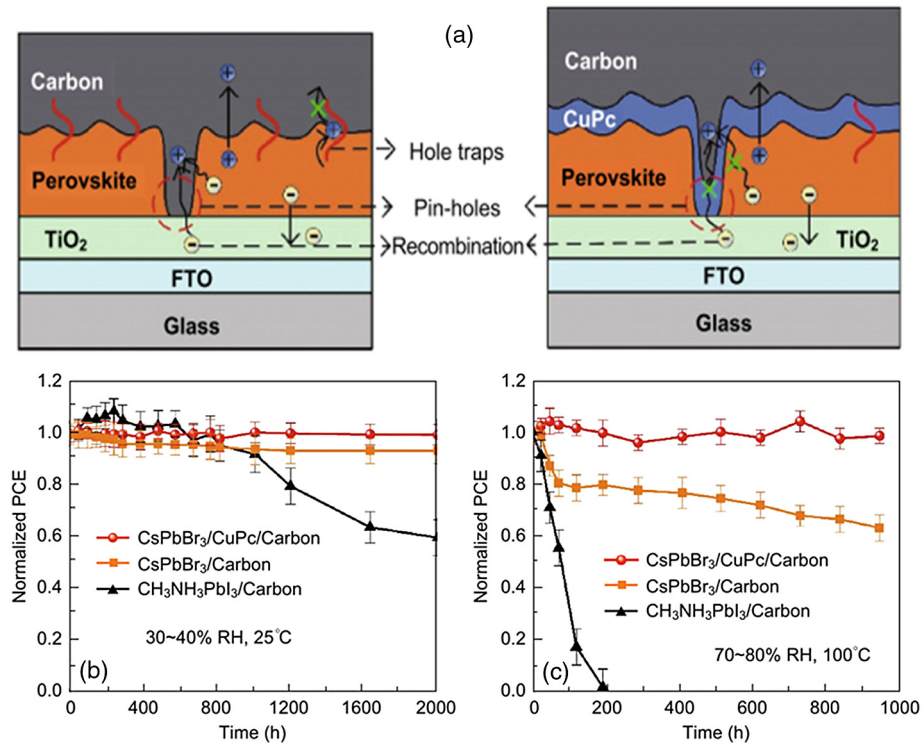 (a)
Carbon
Perovskite
TiO₂
FTO
Glass
Hole traps
Pin-holes
Recombination
Carbon
CuPc
Perovskite
TiO₂
FTO
Glass
1.2
1.0
0.8
0.6
0.4
0.2
0.0
Normalized PCE
CsPbBr₃/CuPc/Carbon
CsPbBr₃/Carbon
CH₃NH₃PbI₃/Carbon
30~40% RH, 25°C
(b)
0 400 800 1200 1600 2000
Time (h)
1.2
1.0
0.8
0.6
0.4
0.2
0.0
Normalized PCE
CsPbBr₃/CuPc/Carbon
CsPbBr₃/Carbon
CH₃NH₃PbI₃/Carbon
70~80% RH, 100°C
(c)
0 200 400 600 800 1000
Time (h)